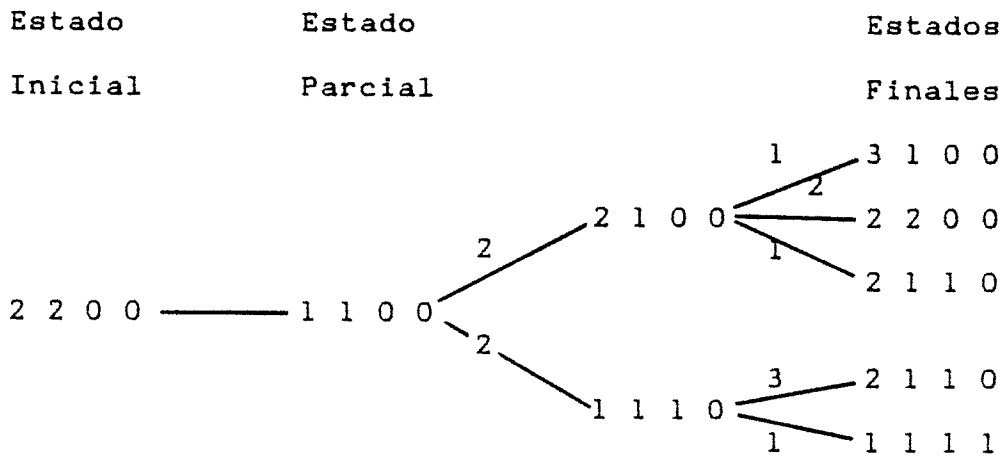 Estado Estado Estados
Inicial Parcial Finales
1 3 1 0 0
2
2 1 0 0 2 2 0 0
2 1
2 1 1 0
2 2 0 0 1 1 0 0
2
3 2 1 1 0
1 1 1 0
1 1 1 1 1